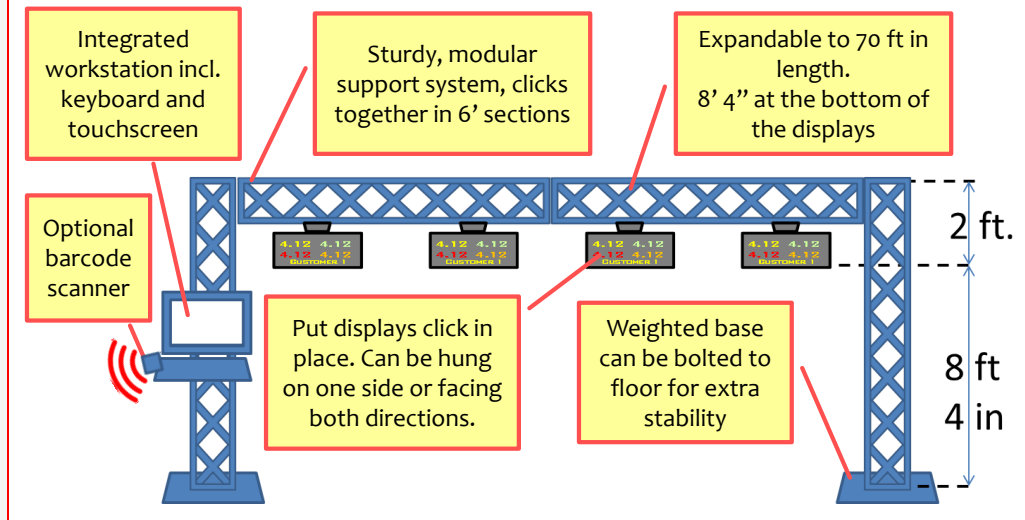 Integrated
workstation incl.
keyboard and
touchscreen
Sturdy, modular
support system, clicks
together in 6’ sections
Expandable to 70 ft in
length.
8’ 4” at the bottom of
the displays
Optional
barcode
scanner
4.12 4.12
4.12 4.12
Customer 1
4.12 4.12
4.12 4.12
Customer 1
4.12 4.12
4.12 4.12
Customer 1
4.12 4.12
4.12 4.12
Customer 1
2 ft.
Put displays click in
place. Can be hung
on one side or facing
both directions.
Weighted base
can be bolted to
floor for extra
stability
8 ft
4 in